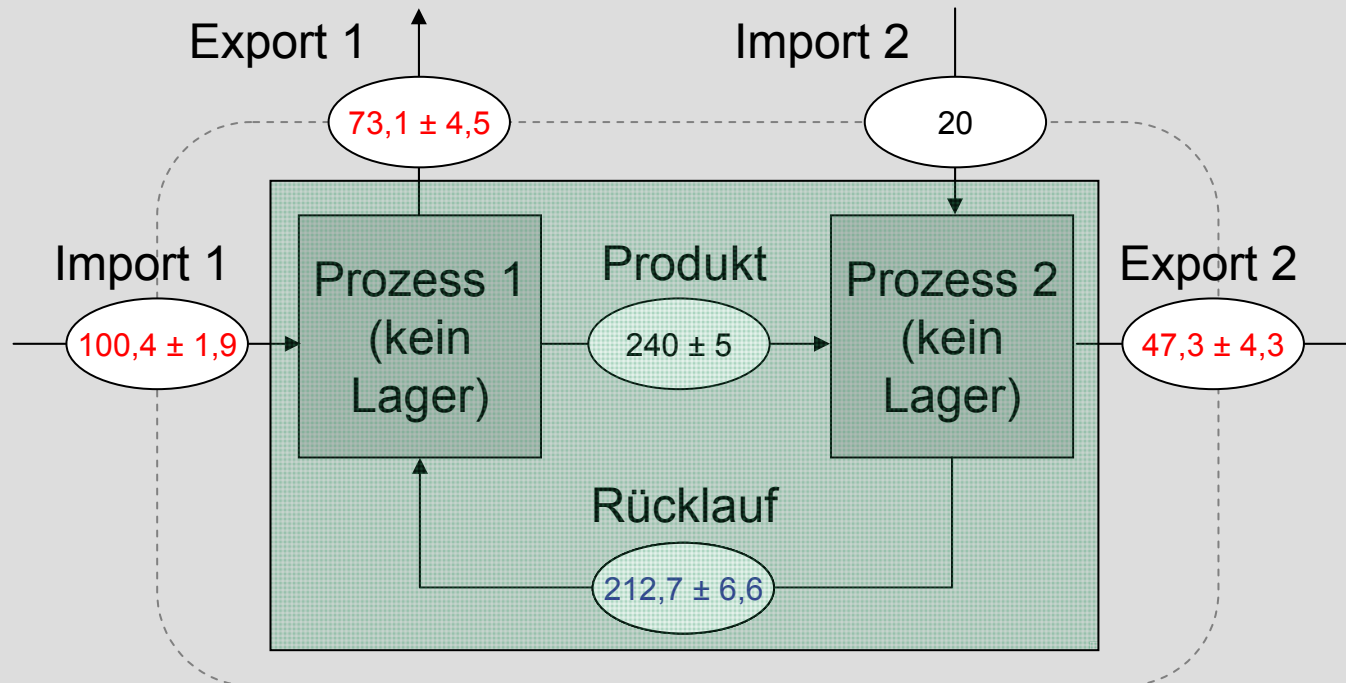 Export 1
Import 2
73,1 ± 4,5
20
Import 1
Prozess 1
(kein
Lager)
Produkt
Prozess 2
(kein
Lager)
Export 2
100,4 ± 1,9
240 ± 5
47,3 ± 4,3
Rücklauf
212,7 ± 6,6